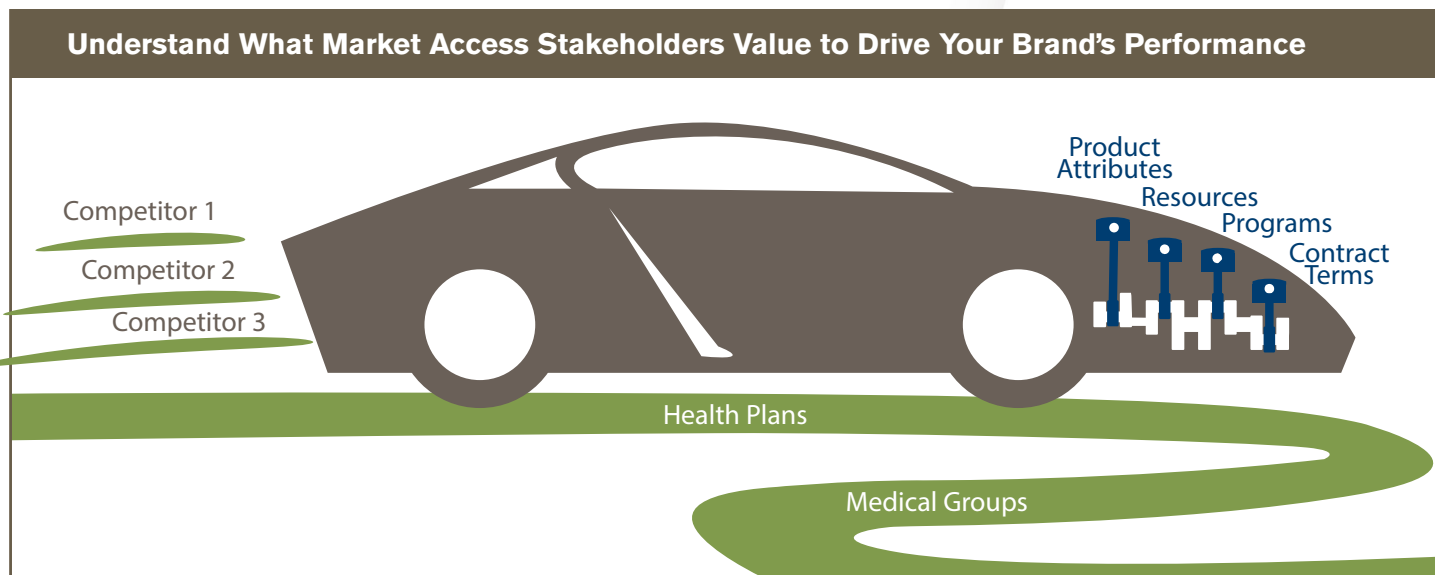 Understand What Market Access Stakeholders Value to Drive Your Brand’s Performance
Product
Attributes
Resources
Programs
Contract
Terms
Competitor 1
Competitor 2
Competitor 3
Health Plans
Medical Groups